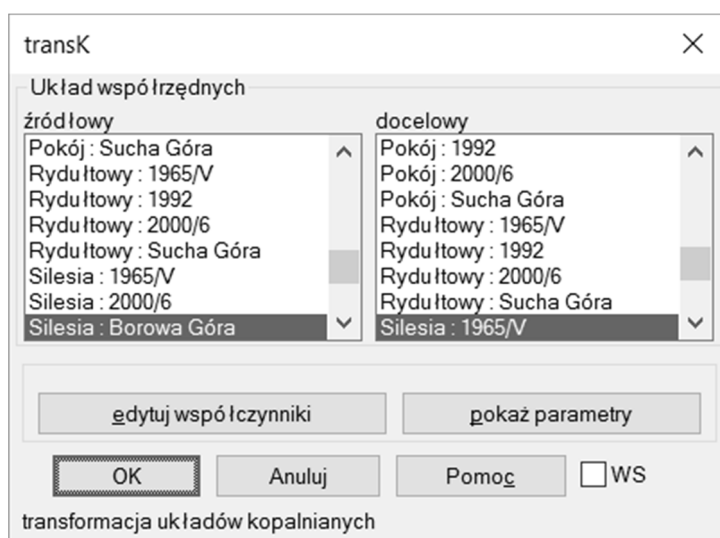 transK
Układ współrzędnych
źródłowy
Pokój : Sucha Góra
Rydułtowy : 1965/V
Rydułtowy : 1992
Rydułtowy : 2000/6
Rydułtowy : Sucha Góra
Silesia : 1965/V
Silesia : 2000/6
Silesia : Borowa Góra
docelowy
Pokój : 1992
Pokój : 2000/6
Pokój : Sucha Góra
Rydułtowy : 1965/V
Rydułtowy : 1992
Rydułtowy : 2000/6
Rydułtowy : Sucha Góra
Silesia : 1965/V
edytuj współczynniki
pokaż parametry
OK
Anuluj
Pomoc
WS
transformacja układów kopalnianych